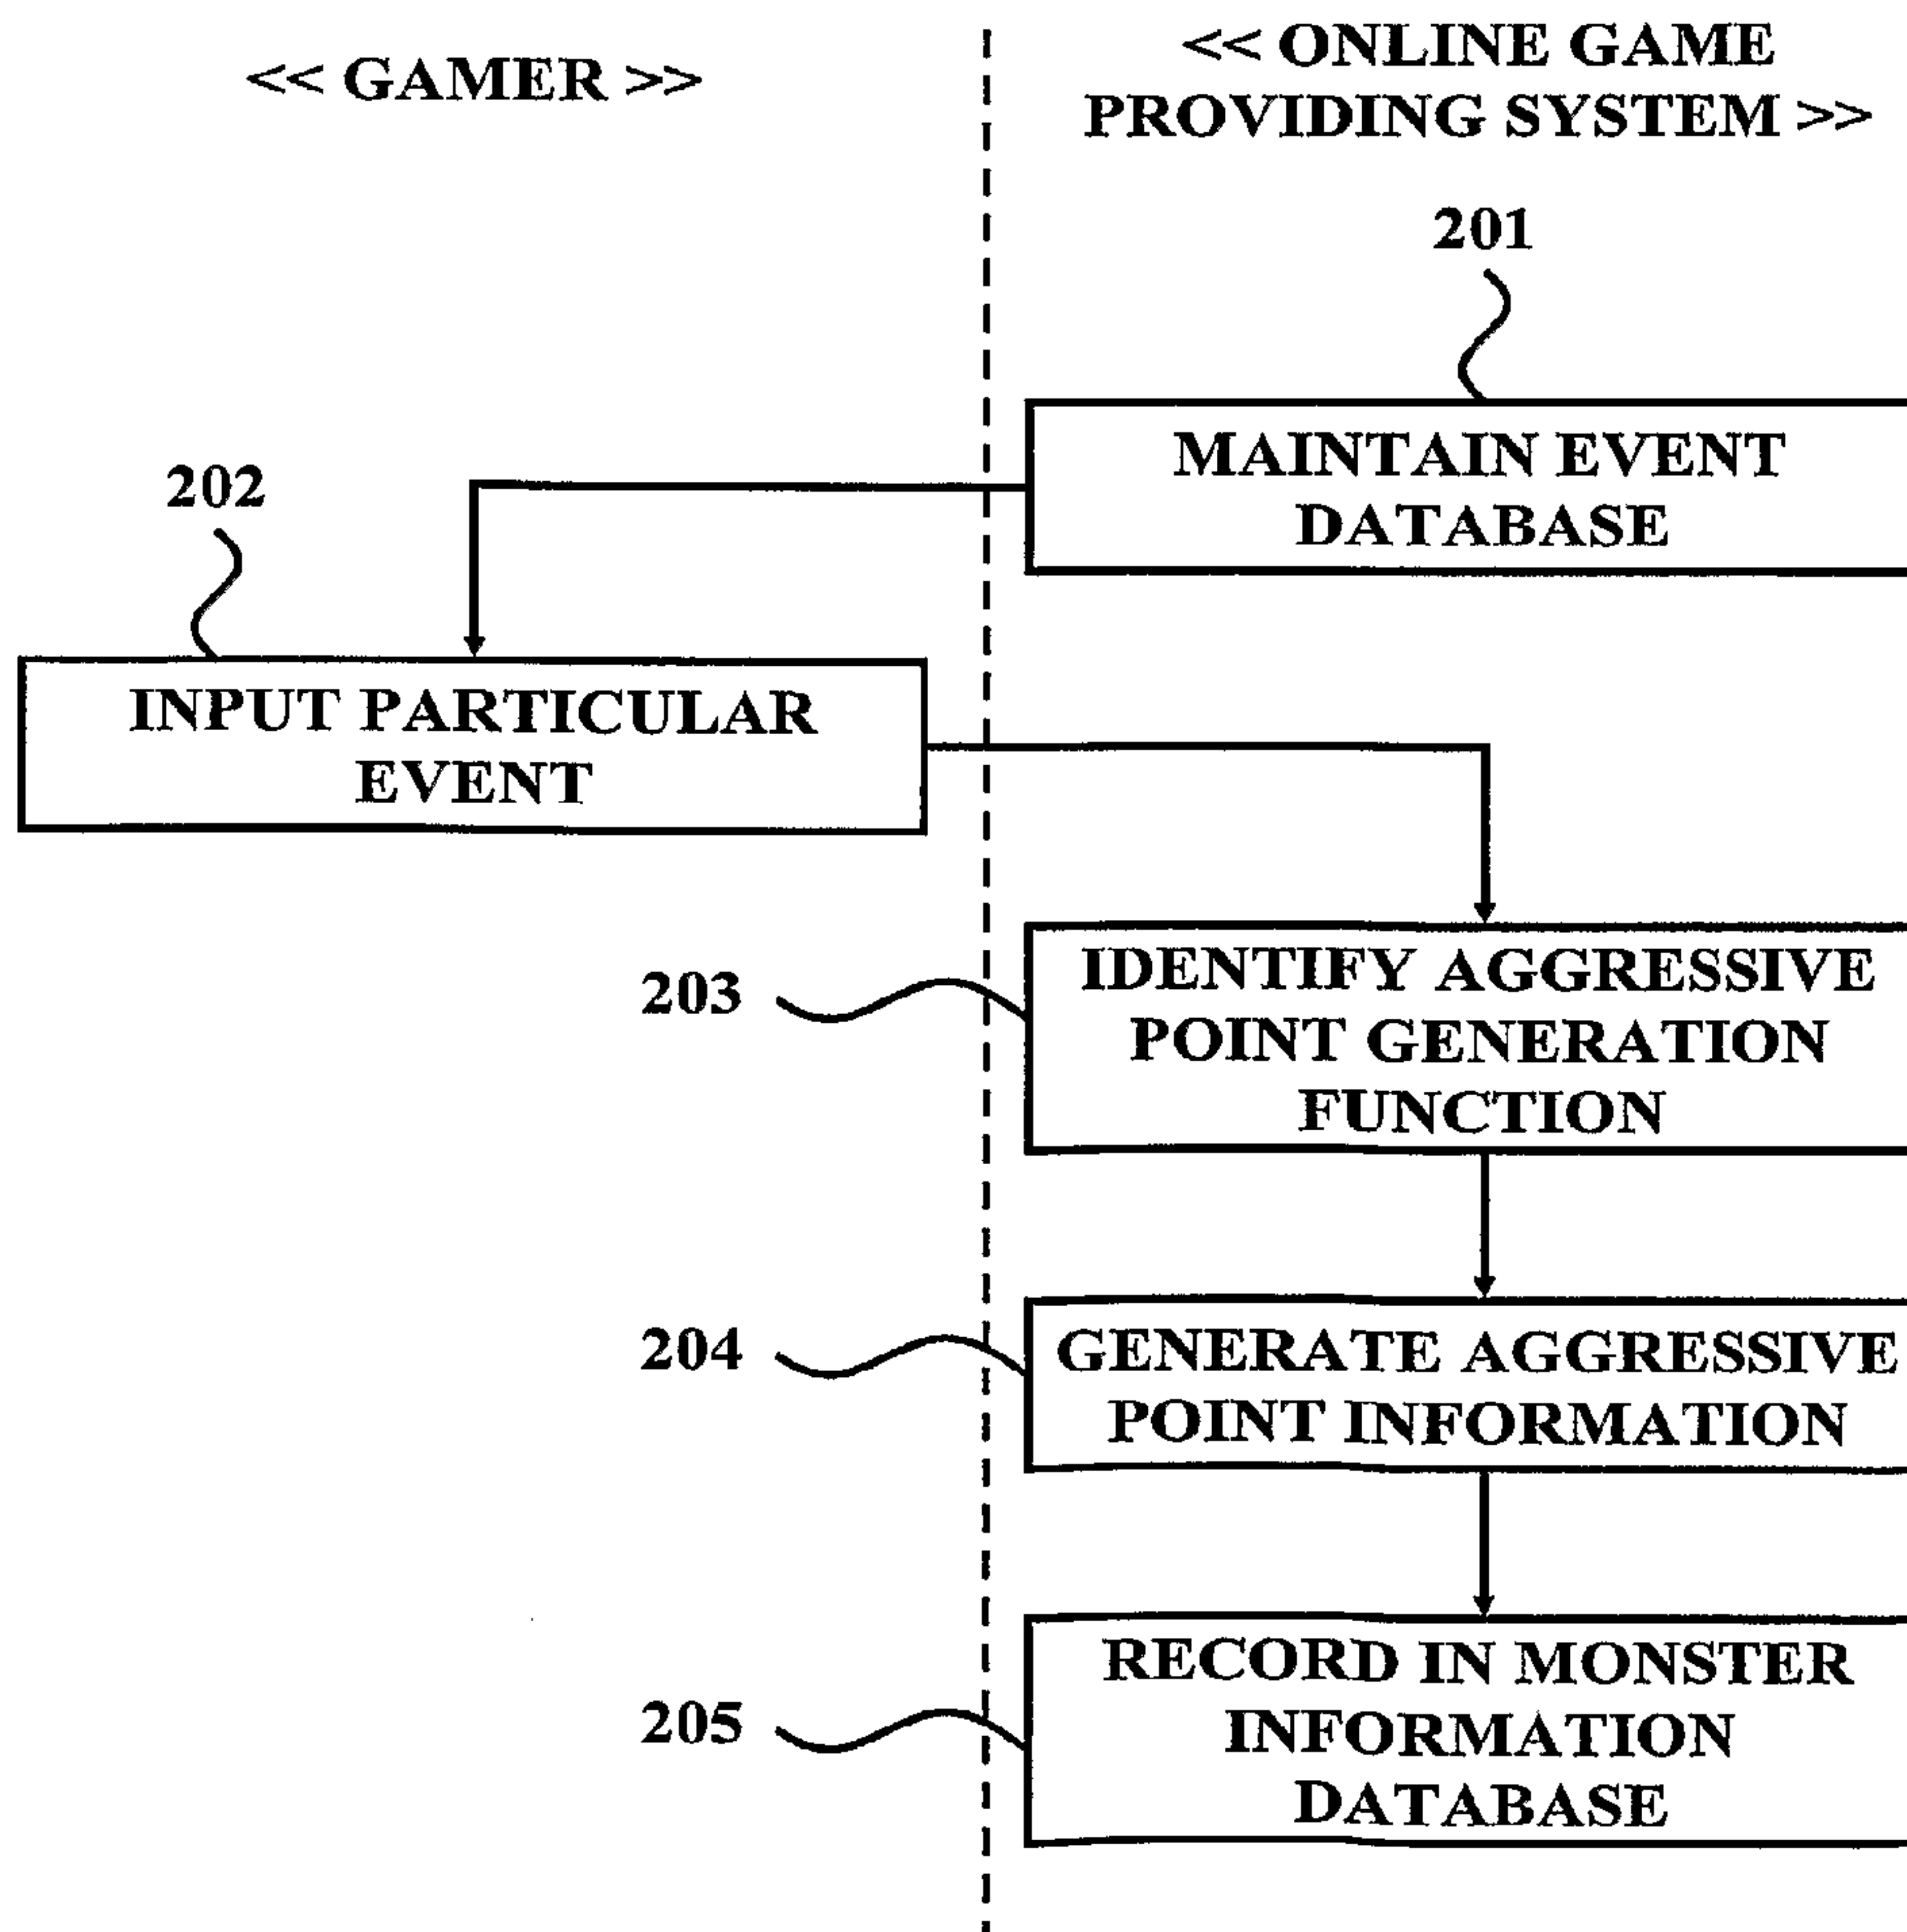 << GAMER >>
<< ONLINE GAME
PROVIDING SYSTEM >>
201
MAINTAIN EVENT
DATABASE
202
INPUT PARTICULAR
EVENT
203
IDENTIFY AGGRESSIVE
POINT GENERATION
FUNCTION
204
GENERATE AGGRESSIVE
POINT INFORMATION
205
RECORD IN MONSTER
INFORMATION
DATABASE